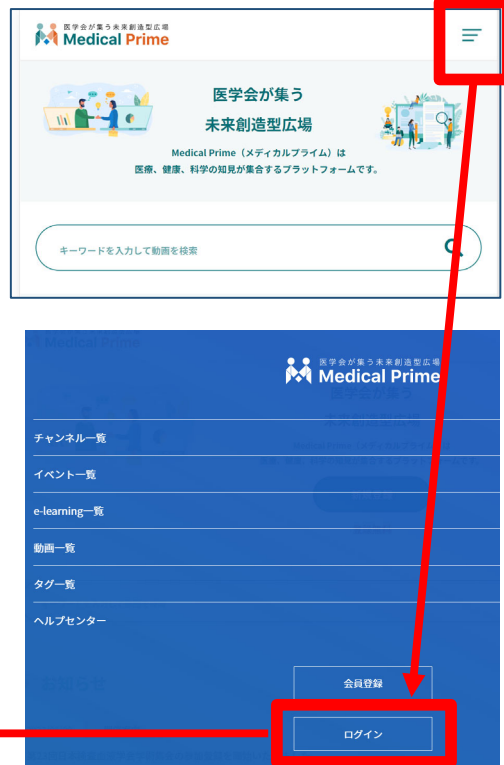 医学会が集う未来創造型広場
Medical Prime
医学会が集う
未来創造型広場
Medical Prime（メディカルプライム）は
医療、健康、科学の知見が集合するプラットフォームです。
キーワードを入力して動画を検索
医学会が集う未来創造型広場
Medical Prime
チャンネル一覧
イベント一覧
e-learning一覧
動画一覧
タグ一覧
ヘルプセンター
お知らせ
会員登録
ログイン